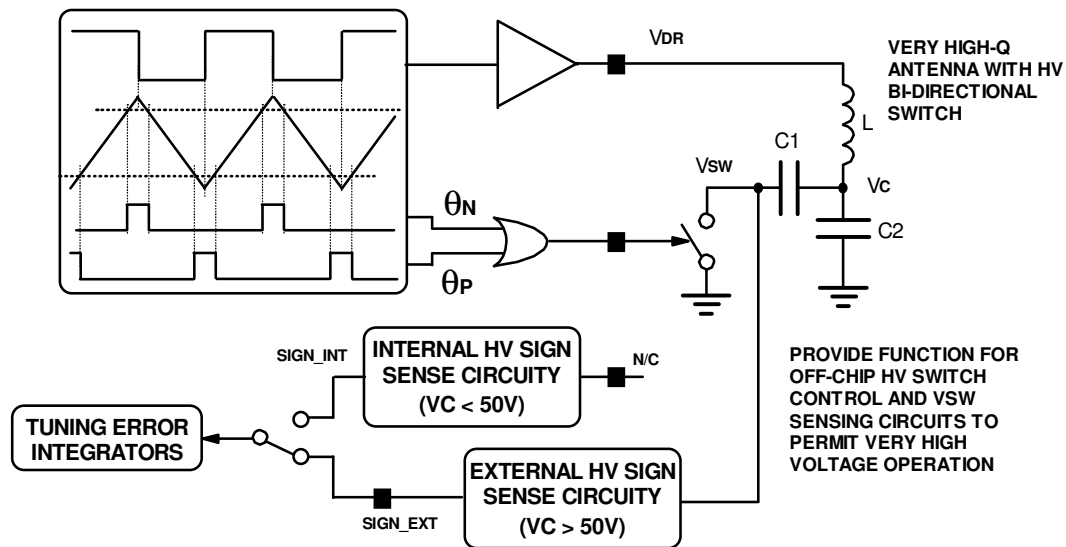 VDR
VERY HIGH-Q
ANTENNA WITH HV
BI-DIRECTIONAL
SWITCH
L
C1
VSW
VC
C2
θN
θP
SIGN_INT
INTERNAL HV SIGN
SENSE CIRCUITY
(VC < 50V)
N/C
PROVIDE FUNCTION FOR
OFF-CHIP HV SWITCH
CONTROL AND VSW
SENSING CIRCUITS TO
PERMIT VERY HIGH
VOLTAGE OPERATION
TUNING ERROR
INTEGRATORS
EXTERNAL HV SIGN
SENSE CIRCUITY
(VC > 50V)
SIGN_EXT